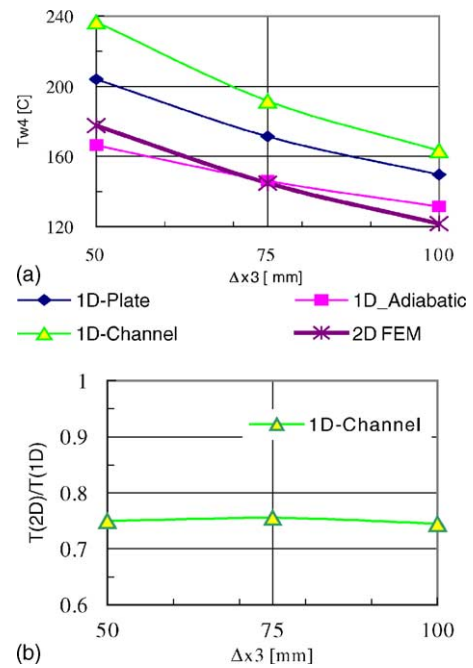 240
200
160
120
Tw4 [C]
50 75 100
(a)
Δx3 [ mm]
1D-Plate 1D_Adiabatic
1D-Channel 2D FEM
1
0.9
0.8
0.7
0.6
T(2D)/T(1D)
1D-Channel
50 75 100
(b)
Δx3 [mm]